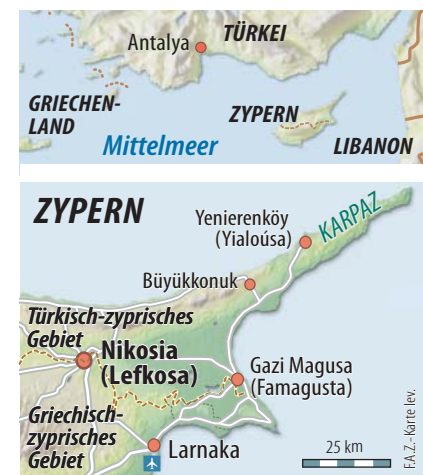 TÜRKEI
Antalya
GRIECHEN-
LAND
ZYPERN
Mittelmeer
LIBANON
ZYPERN
KARPAZ
Yenierenköy
(Yialoúsa)
Büyükkonuk
Türkisch-zyprisches
Gebiet
Nikosia
(Lefkosa)
Gazi Magusa
(Famagusta)
Griechisch-
zyprisches
Gebiet
Larnaka
25 km
F.A.Z.-Karte lev.